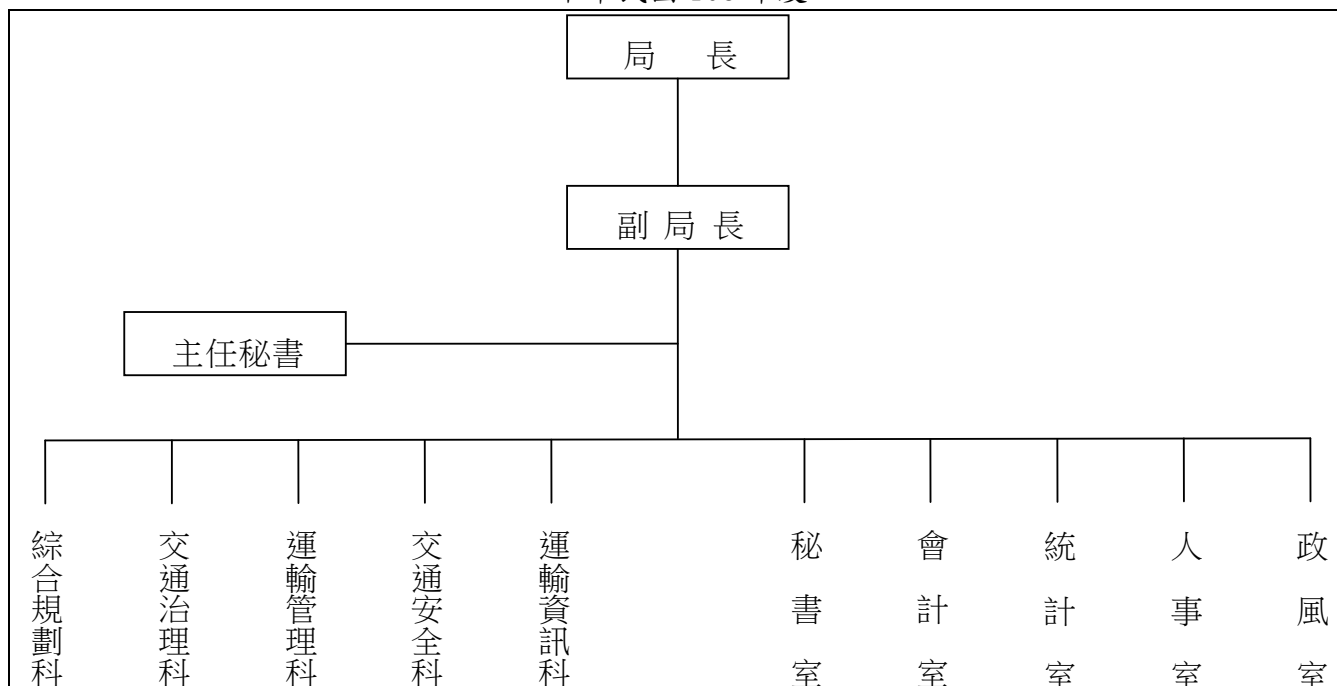 局 長
副 局 長
主任秘書
綜合規劃科
交通治理科
運輸管理科
交通安全科
運輸資訊科
秘書室
會計室
統計室
人事室
政風室